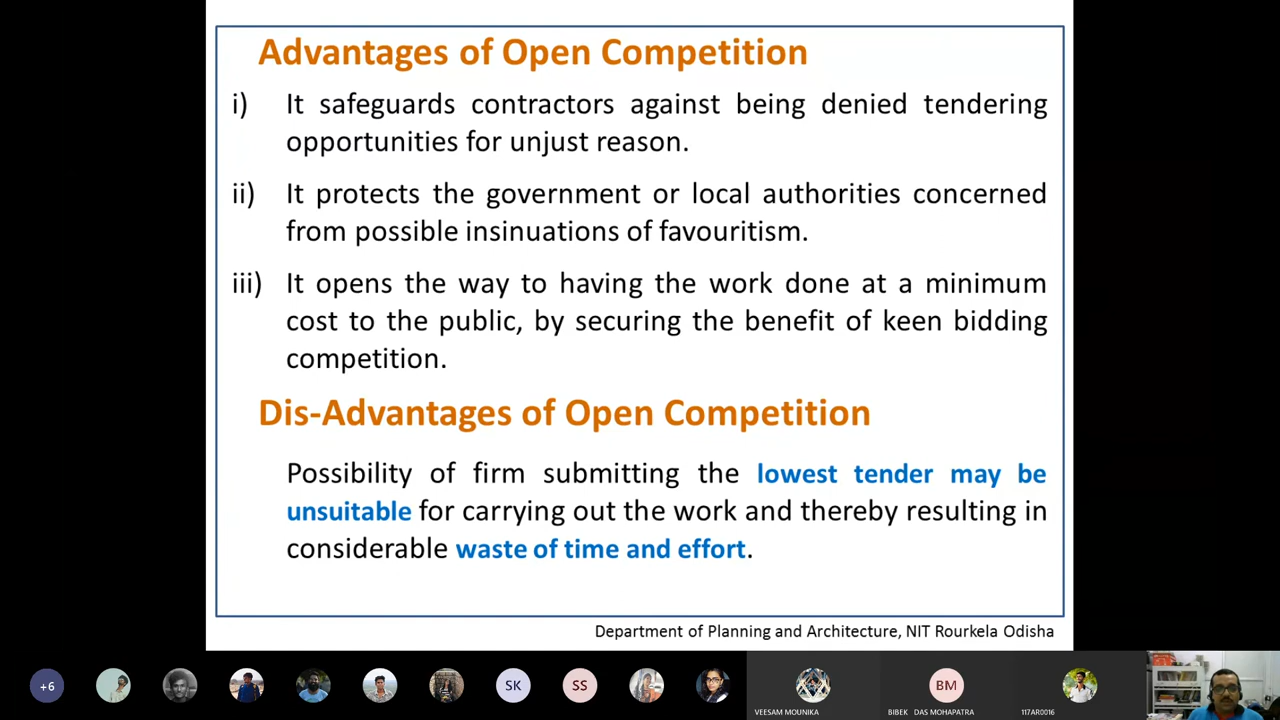 Advantages of Open Competition
i) It safeguards contractors against being denied tendering
opportunities for unjust reason.
ii) It protects the government or local authorities concerned
from possible insinuations of favouritism.
iii) It opens the way to having the work done at a minimum
cost to the public, by securing the benefit of keen bidding
competition.
Dis-Advantages of Open Competition
Possibility of firm submitting the lowest tender may be
unsuitable for carrying out the work and thereby resulting in
considerable waste of time and effort.
Department of Planning and Architecture, NIT Rourkela Odisha
+6
SK
SS
VEESAM MOUNIKA
BM
BIBEK DAS MOHAPATRA
117AR0016